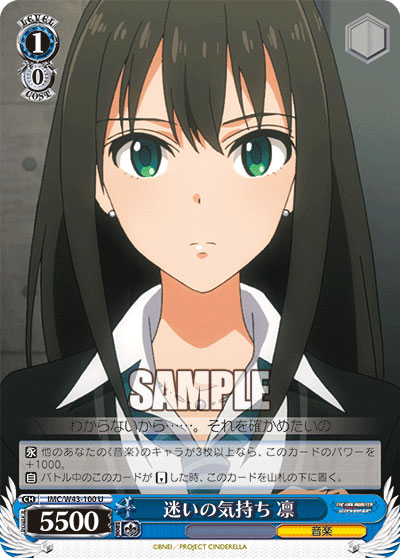 LEVEL
1
0
COST
SAMPLE
わからないから……。それを確かめたいの
永 他のあなたの《音楽》のキャラが3枚以上なら、このカードのパワーを
+1000。
自 バトル中のこのカードが した時、このカードを山札の下に置く。
CH IMC/W43-100 U
POWER
5500
迷いの気持ち 凛
音楽
©BNEI／PROJECT CINDERELLA